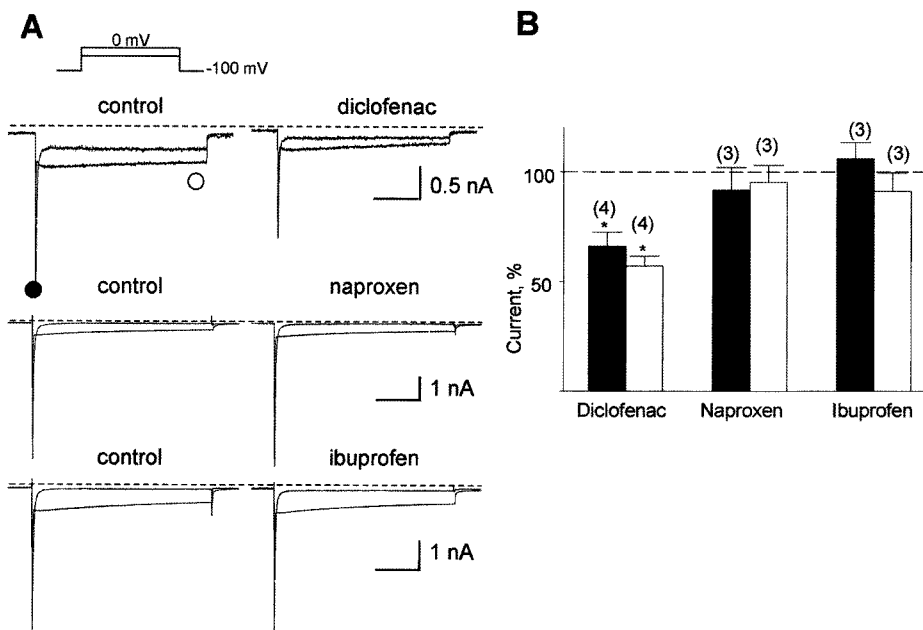 A
0 mV
-100 mV
control
diclofenac
0.5 nA
control
naproxen
1 nA
control
ibuprofen
1 nA
B
Current, %
100
50
(4)
*
(4)
*
(3)
(3)
(3)
(3)
Diclofenac
Naproxen
Ibuprofen